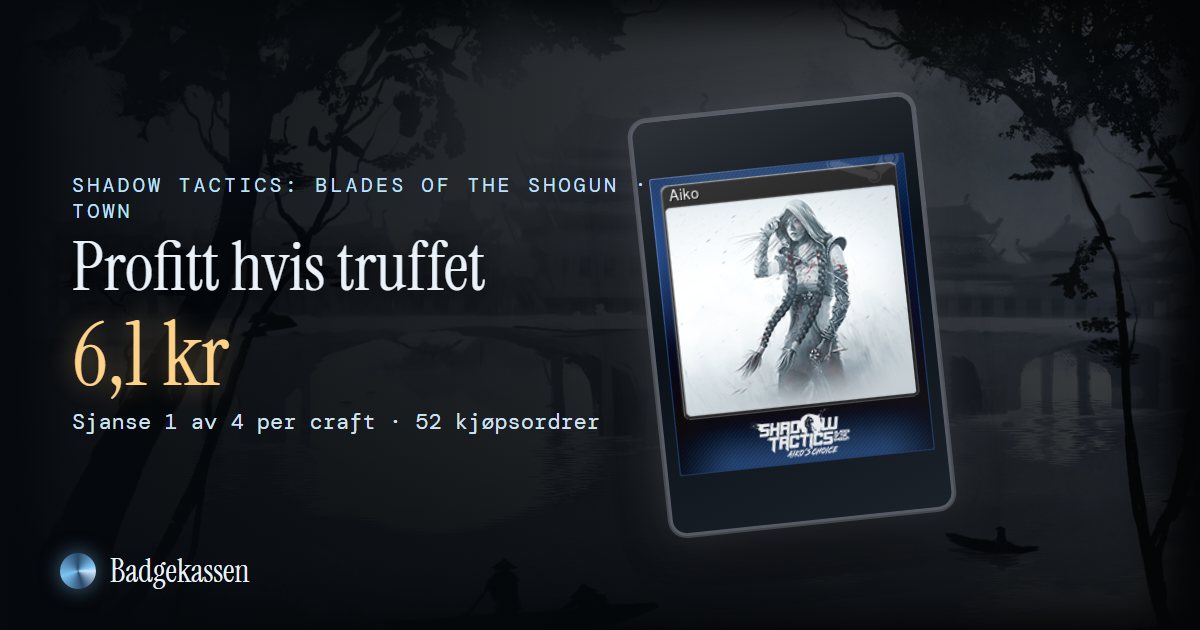 SHADOW TACTICS: BLADES OF THE SHOGUN ·
TOWN
Profitt hvis truffet
6,1 kr
Sjanse 1 av 4 per craft · 52 kjøpsordrer
Badgekassen
Aiko
SHADOW
TACTICS
AIKO'S CHOICE